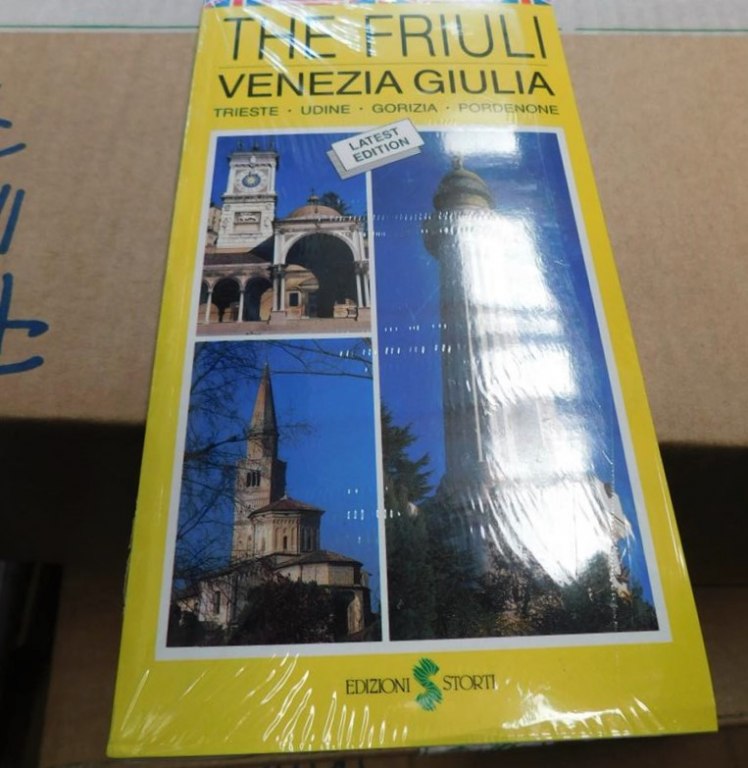 THE FRIULI
VENEZIA GIULIA
TRIESTE · UDINE · GORIZIA · PORDENONE
LATEST
EDITION
EDIZIONI STORTI